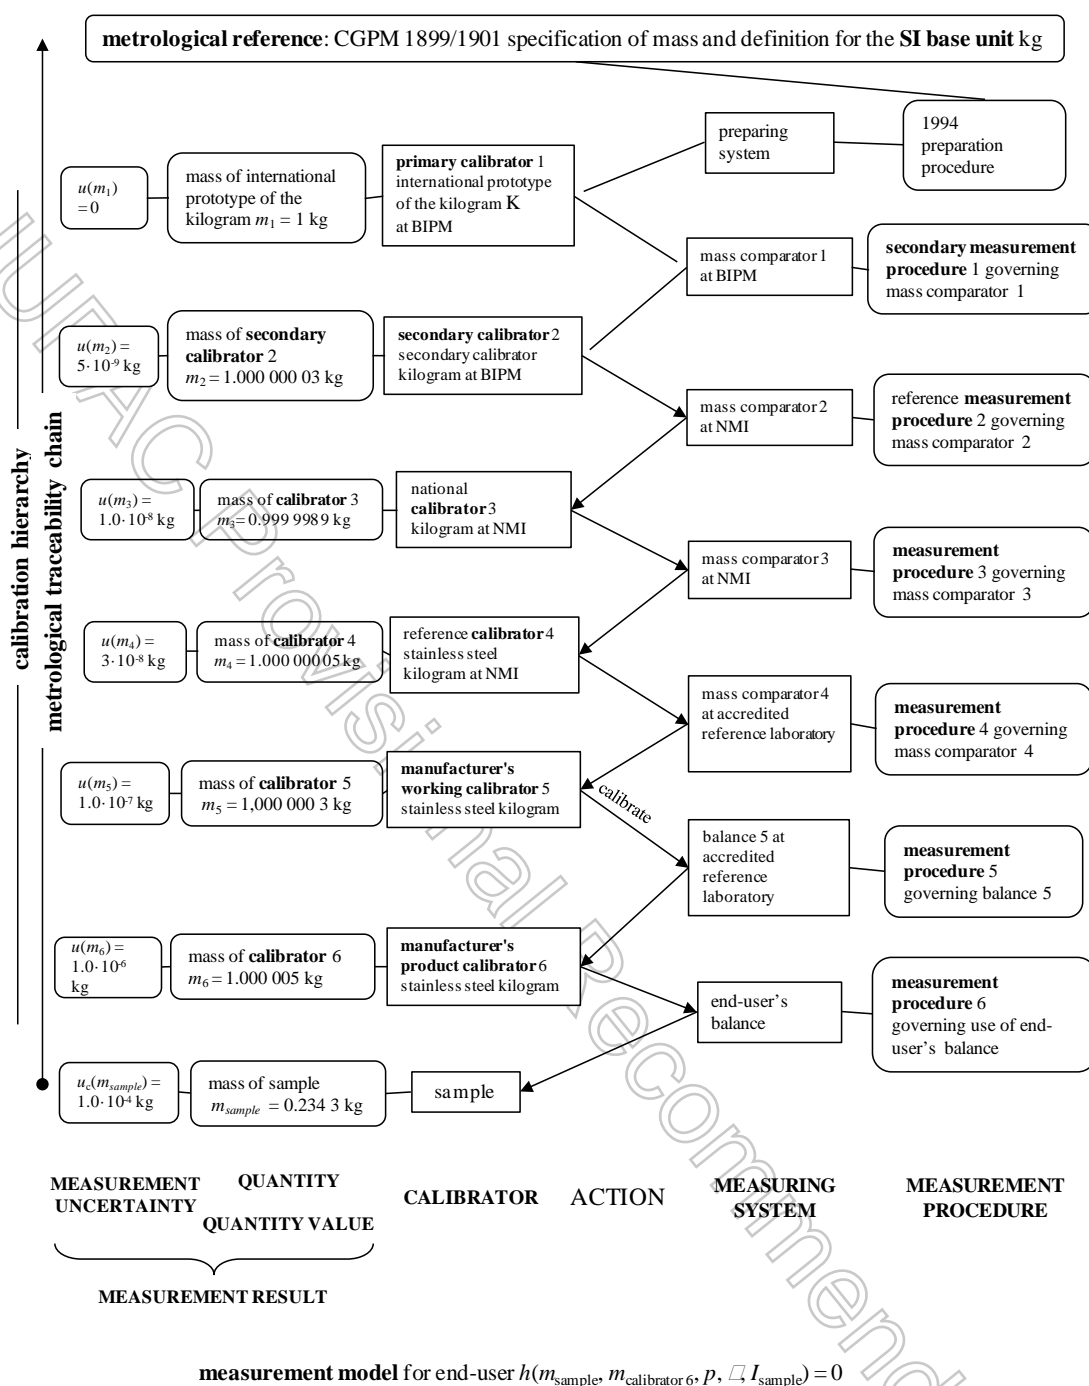 metrological reference: CGPM 1899/1901 specification of mass and definition for the SI base unit kg
preparing
system
1994
preparation
procedure
u(m1)
=0
mass of international
prototype of the
kilogram m1 = 1 kg
primary calibrator 1
international prototype
of the kilogram K
at BIPM
mass comparator 1
at BIPM
secondary measurement
procedure 1 governing
mass comparator 1
u(m2) =
5·10-9 kg
mass of secondary
calibrator 2
m2 = 1.000 000 03 kg
secondary calibrator 2
secondary calibrator
kilogram at BIPM
mass comparator 2
at NMI
reference measurement
procedure 2 governing
mass comparator 2
u(m3) =
1.0·10-8 kg
mass of calibrator 3
m3= 0.999 9989 kg
national
calibrator 3
kilogram at NMI
mass comparator 3
at NMI
measurement
procedure 3 governing
mass comparator 3
u(m4) =
3·10-8 kg
mass of calibrator 4
m4 = 1.000 00005 kg
reference calibrator 4
stainless steel
kilogram at NMI
mass comparator 4
at accredited
reference laboratory
measurement
procedure 4 governing
mass comparator 4
u(m5) =
1.0·10-7 kg
mass of calibrator 5
m5 = 1,000 000 3 kg
manufacturer's
working calibrator 5
stainless steel kilogram
calibrate
balance 5 at
accredited
reference
laboratory
measurement
procedure 5
governing balance 5
u(m6) =
1.0·10-6
kg
mass of calibrator 6
m6 = 1.000 005 kg
manufacturer's
product calibrator 6
stainless steel kilogram
end-user's
balance
measurement
procedure 6
governing use of end-
user's balance
uc(msample) =
1.0·10-4 kg
mass of sample
msample = 0.234 3 kg
sample
calibration hierarchy
metrological traceability chain
MEASUREMENT
UNCERTAINTY
QUANTITY
QUANTITY VALUE
CALIBRATOR
ACTION
MEASURING
SYSTEM
MEASUREMENT
PROCEDURE
MEASUREMENT RESULT
measurement model for end-user h(msample, mcalibrator 6, p, □, Isample) = 0
IUPAC Provisional Recommend